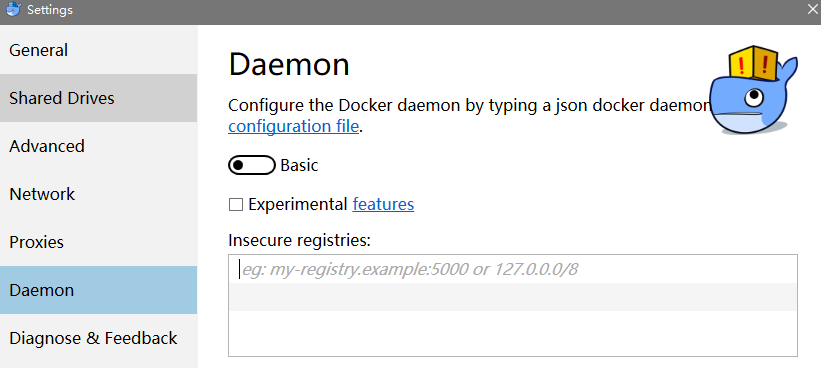 Settings
General
Shared Drives
Advanced
Network
Proxies
Daemon
Diagnose & Feedback
Daemon
Configure the Docker daemon by typing a json docker daemon
configuration file.
Basic
Experimental features
Insecure registries:
eg: my-registry.example:5000 or 127.0.0.0/8